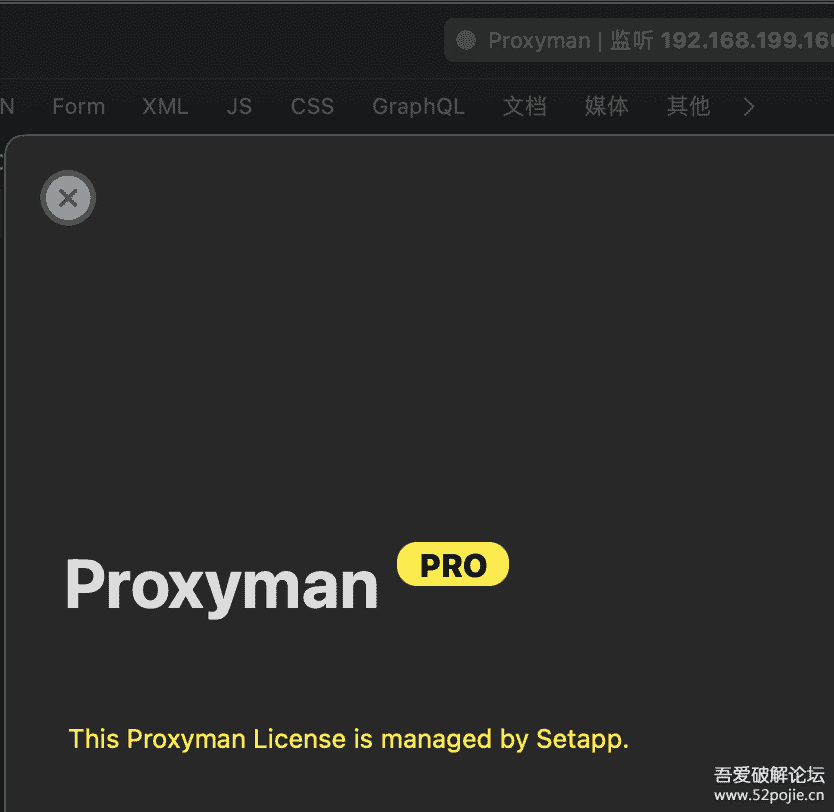 Proxyman | 监听 192.168.199.16
Form XML JS CSS GraphQL 文档 媒体 其他
Proxyman PRO
This Proxyman License is managed by Setapp.
吾爱破解论坛
www.52pojie.cn